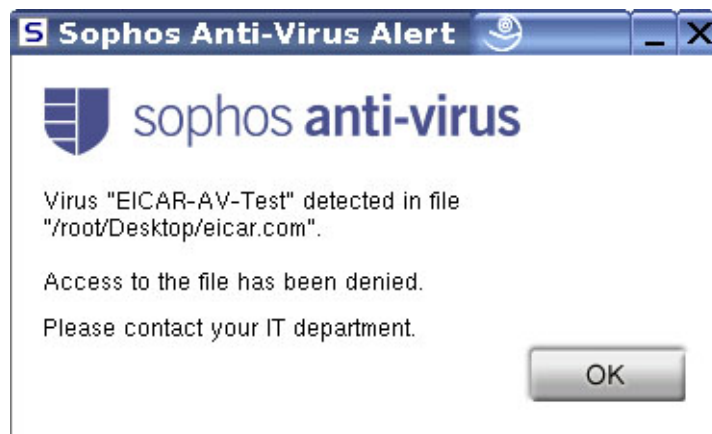 S Sophos Anti-Virus Alert
sophos anti-virus
Virus "EICAR-AV-Test" detected in file
"/root/Desktop/eicar.com".
Access to the file has been denied.
Please contact your IT department.
OK